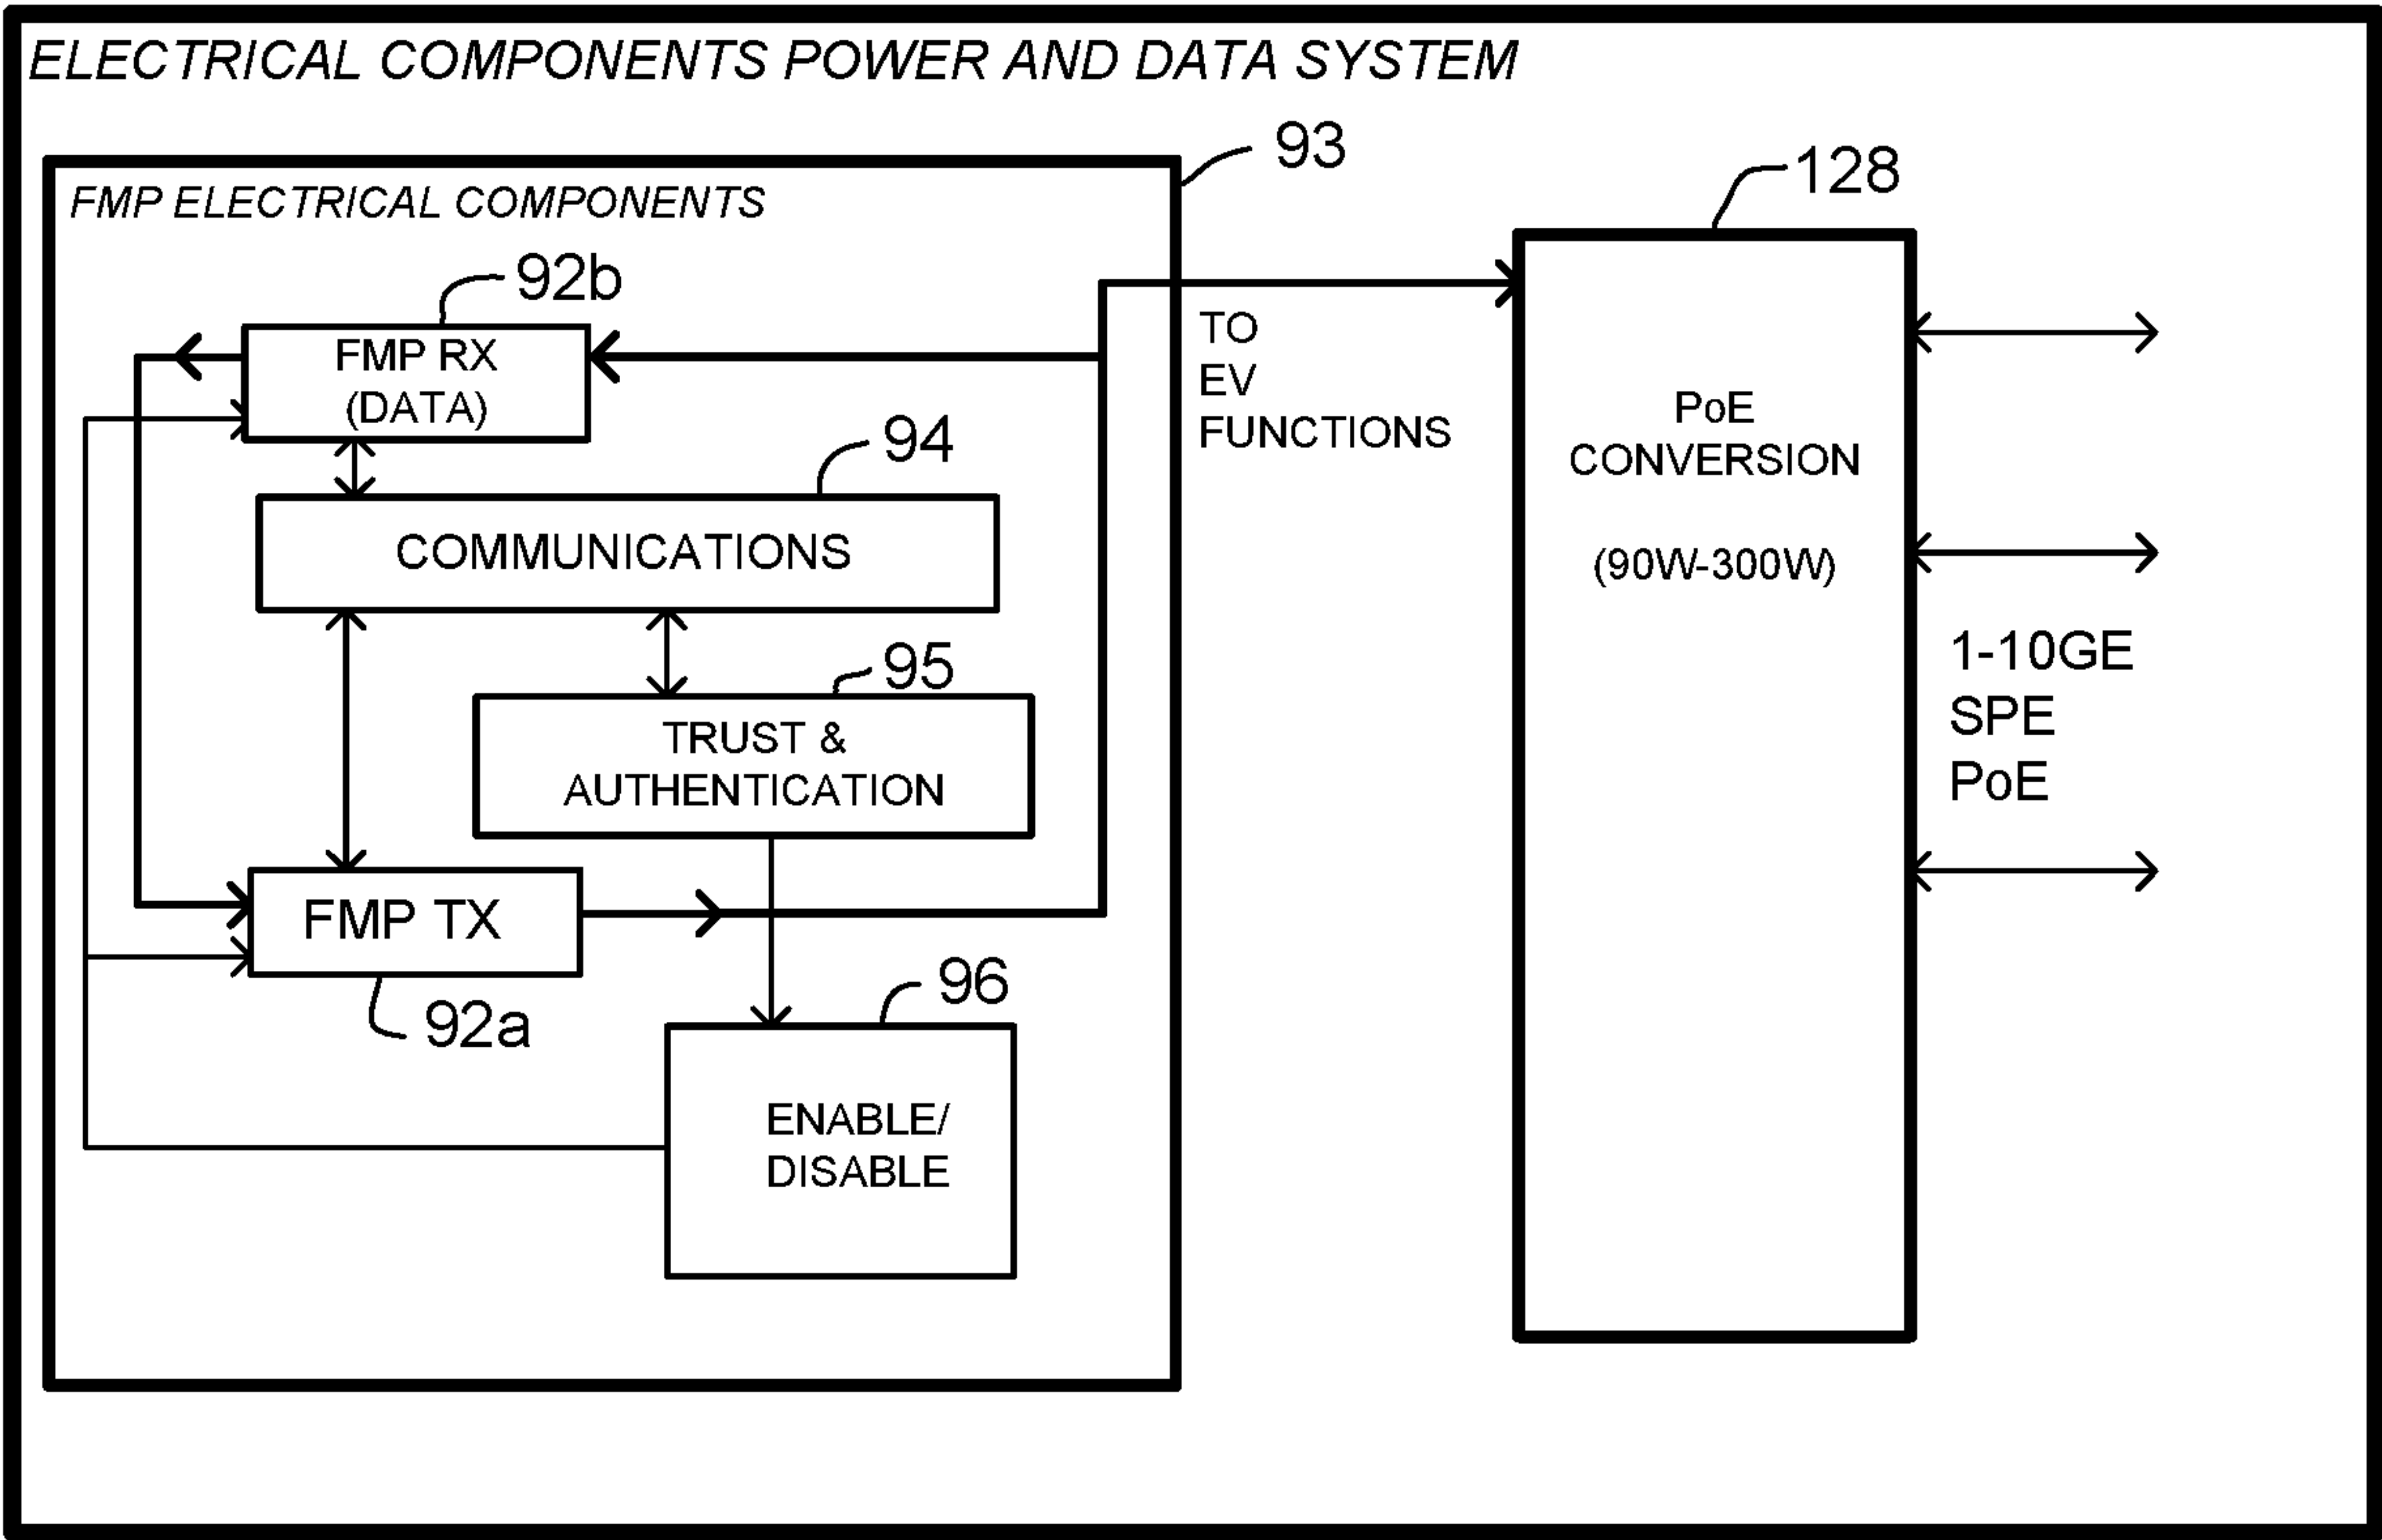 ELECTRICAL COMPONENTS POWER AND DATA SYSTEM
93
128
FMP ELECTRICAL COMPONENTS
92b
FMP RX
(DATA)
TO
EV
FUNCTIONS
94
COMMUNICATIONS
95
TRUST &
AUTHENTICATION
FMP TX
92a
96
ENABLE/
DISABLE
PoE
CONVERSION
(90W-300W)
1-10GE
SPE
PoE